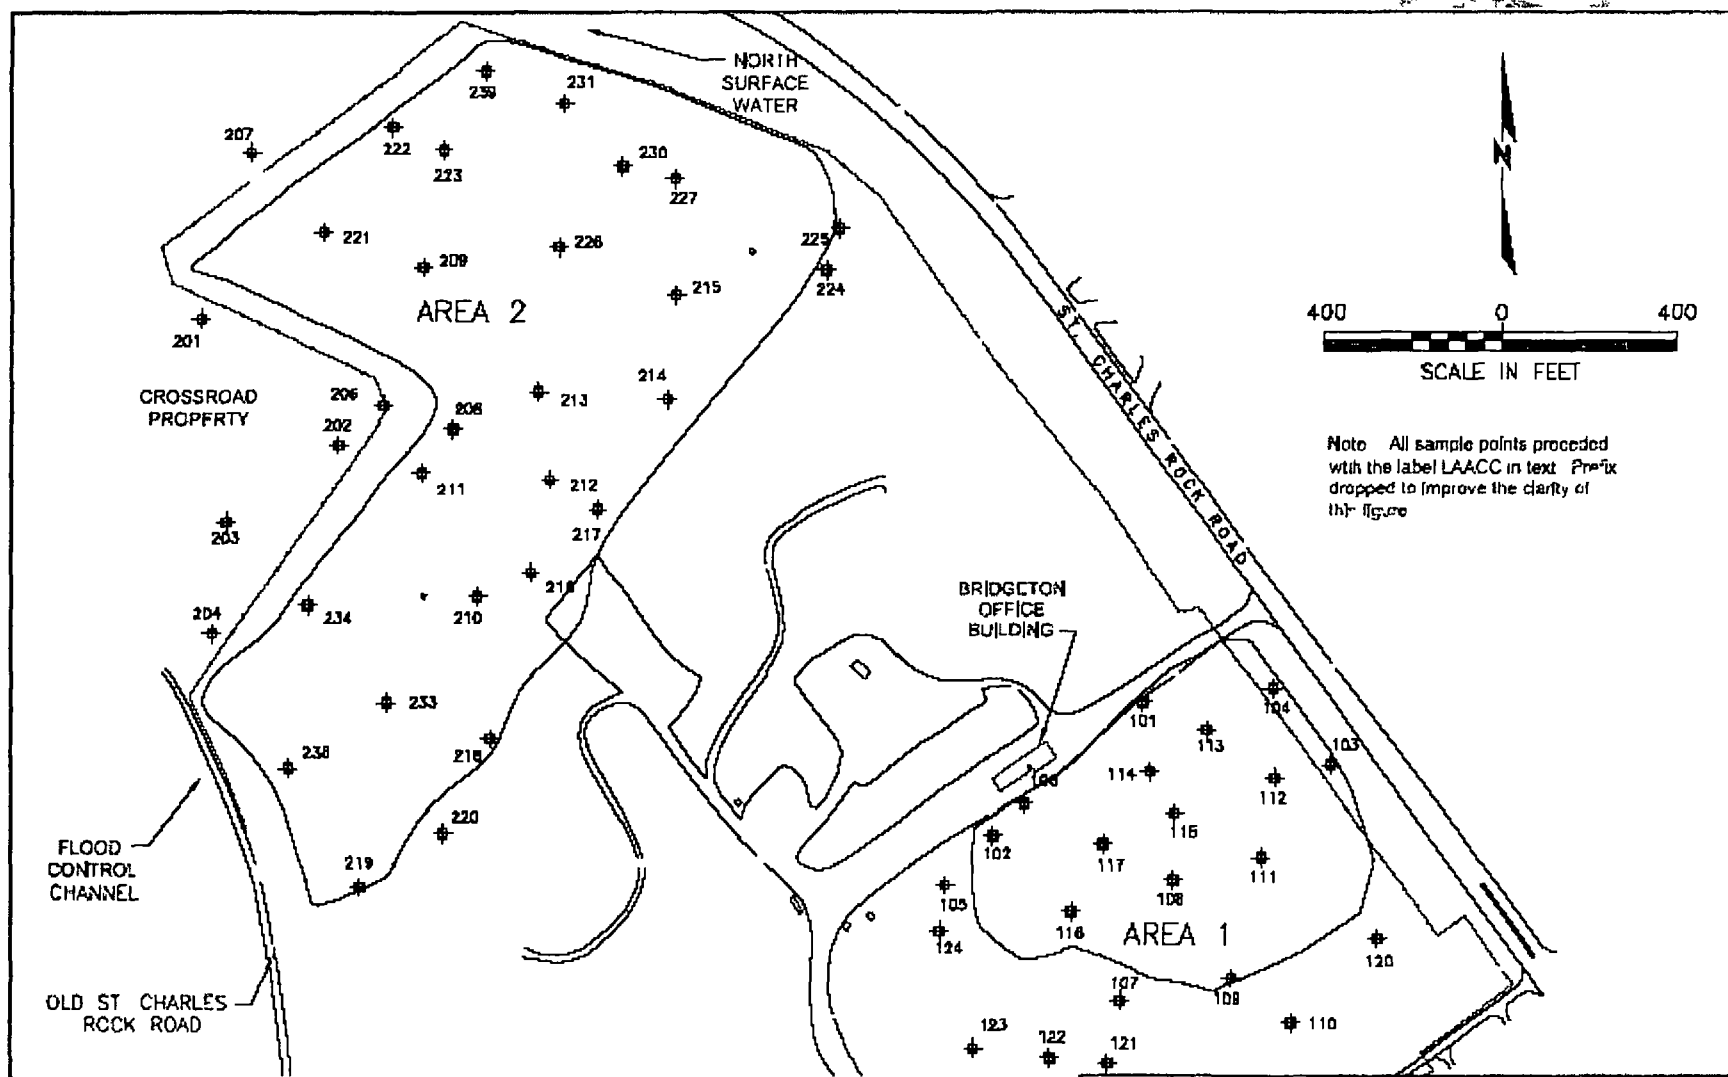 NORTH
SURFACE
WATER
239
231
207
222
223
230
227
N
221
226
225
209
224
AREA 2
215
400 0 400
SCALE IN FEET
201
ST. CHARLES ROCK ROAD
CROSSROAD
PROPERTY
206
208
213
214
202
Note All sample points preceded
with the label LAACC in text Prefix
dropped to improve the clarity of
this figure
211
212
203
217
204
234
210
BRIDGETON
OFFICE
BUILDING
233
101
104
113
103
238
114
112
220
102
117
111
FLOOD
CONTROL
CHANNEL
219
105
108
116
AREA 1
124
120
107
OLD ST CHARLES
ROCK ROAD
110
123
122
121